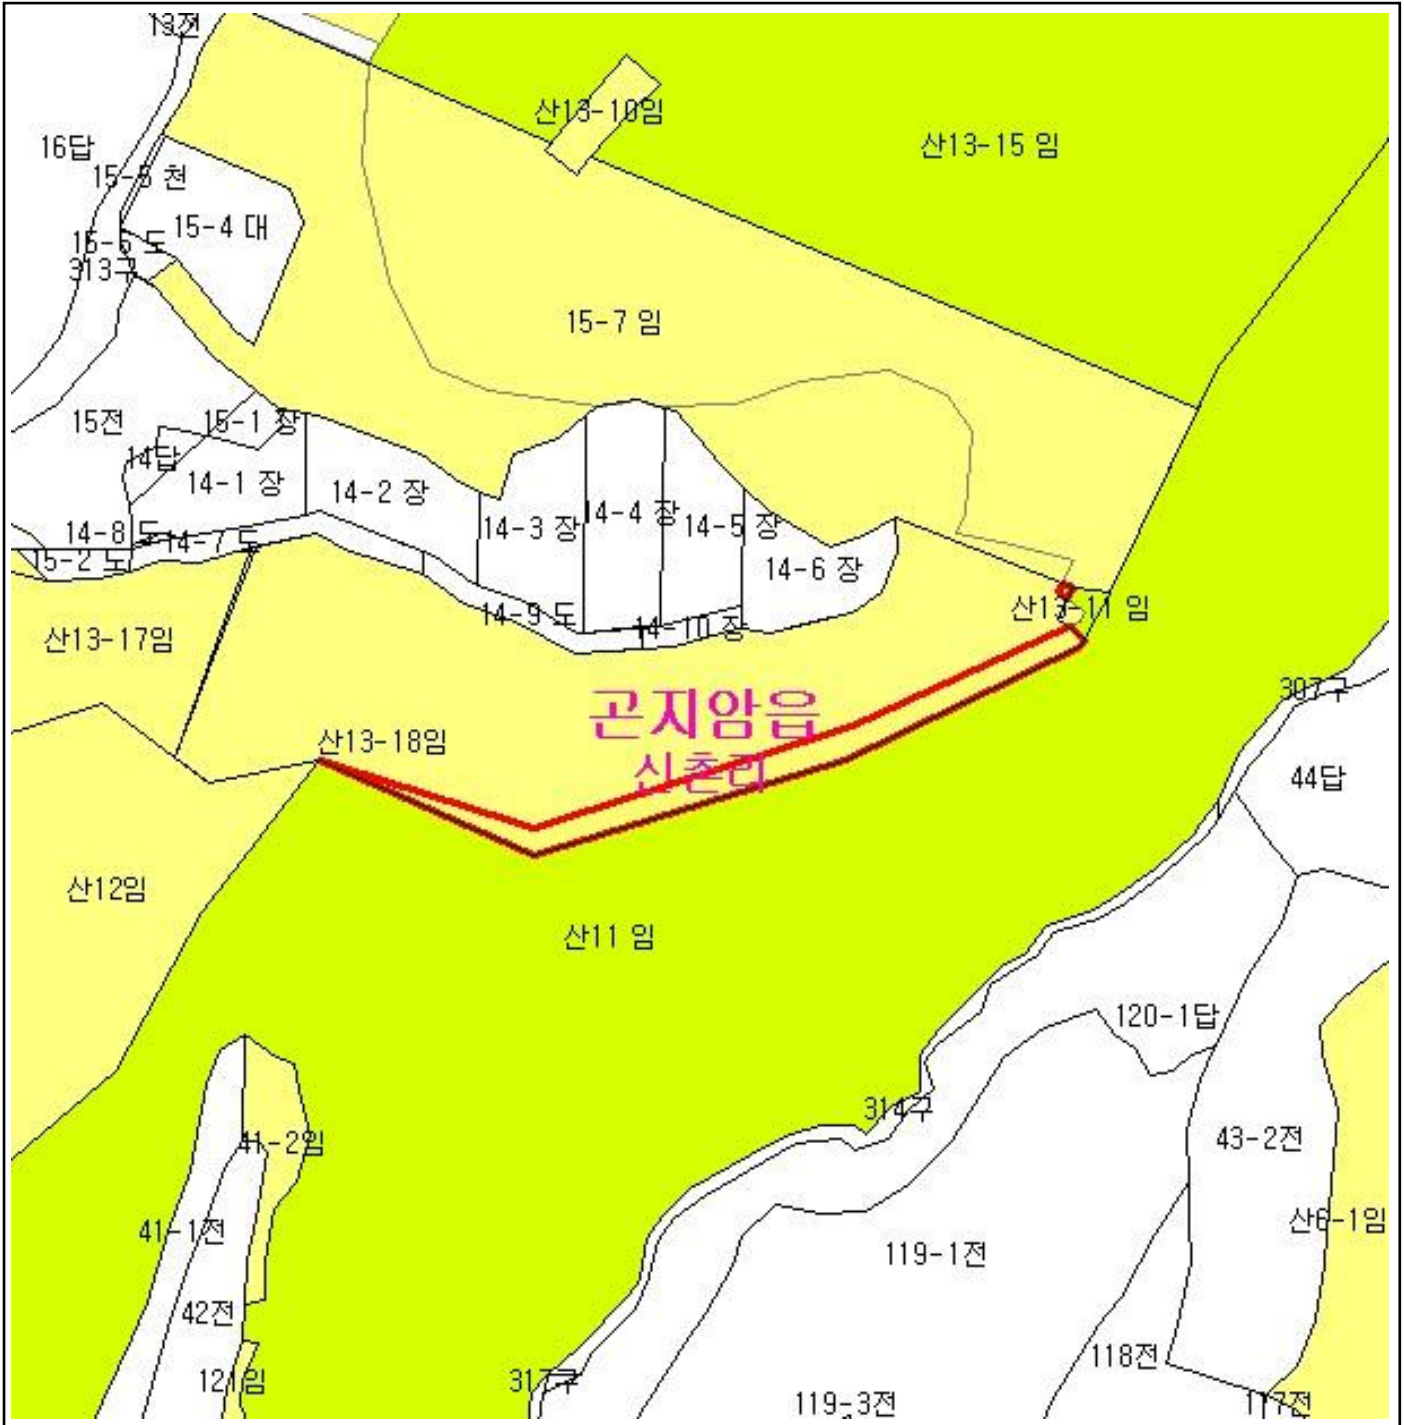 13전
산13-10임
산13-15 임
16답
15-4 대
313구
15-7 임
15전
15-1 장
14답
14-1 장
14-2 장
14-3 장
14-4 장
14-5 장
14-6 장
14-8 도
14-7 도
5-2 도
14-9 도
14-10 장
산13-11 임
산13-17임
곤지암읍
신촌리
산13-18임
307구
44답
산12임
산11 임
120-1답
314구
43-2전
41-2임
41-1전
산6-1임
119-1전
42전
118전
121임
317구
119-3전
117전